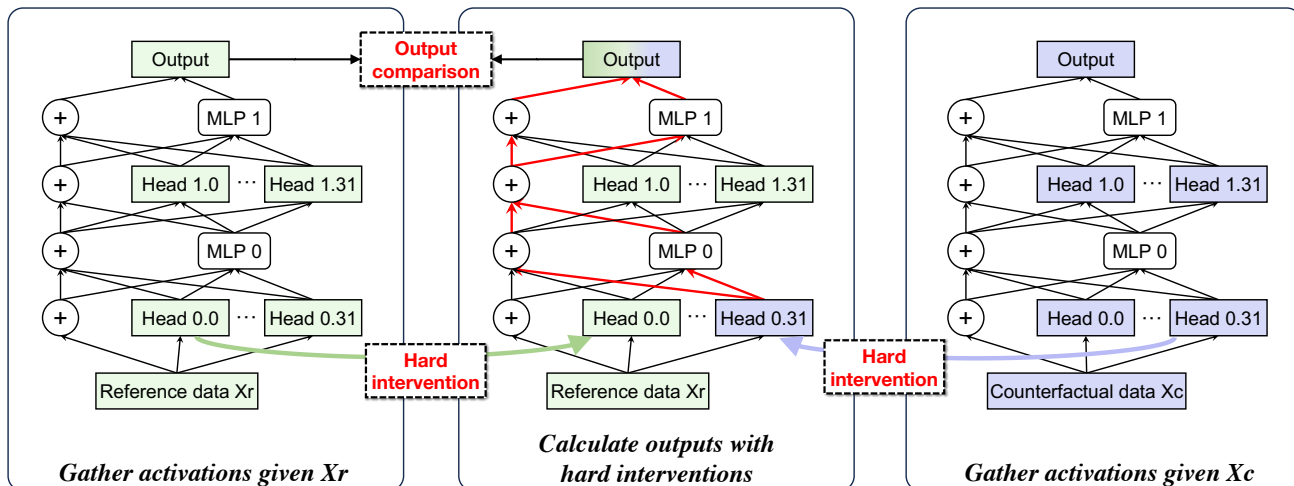 Output
+
MLP 1
+
Head 1.0 ··· Head 1.31
+
MLP 0
+
Head 0.0 ··· Head 0.31
Reference data Xr
Gather activations given Xr
Output
comparison
Hard
intervention
Output
+
MLP 1
+
Head 1.0 ··· Head 1.31
+
MLP 0
+
Head 0.0 ··· Head 0.31
Reference data Xr
Calculate outputs with
hard interventions
Hard
intervention
Output
+
MLP 1
+
Head 1.0 ··· Head 1.31
+
MLP 0
+
Head 0.0 ··· Head 0.31
Counterfactual data Xc
Gather activations given Xc